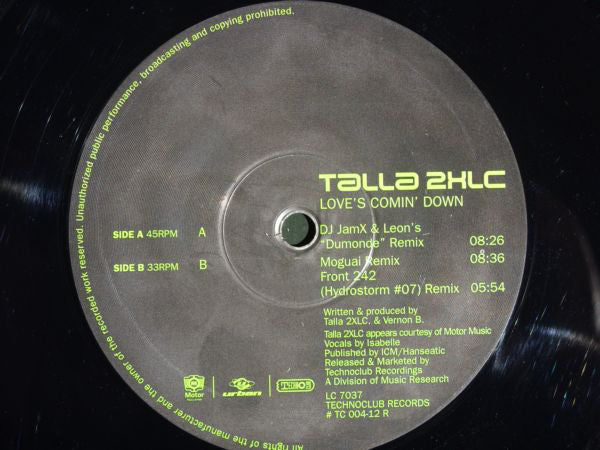 All rights of the manufacturer and the owner of the recorded work reserved. Unauthorized public performance, broadcasting and copying prohibited.
TALLA 2XLC
LOVE'S COMIN' DOWN
SIDE A 45RPM A DJ JamX & Leon's
"Dumonde" Remix 08:26
SIDE B 33RPM B Moguai Remix 08:36
Front 242
(Hydrostorm #07) Remix 05:54
Written & produced by
Talla 2XLC. & Vernon B.
Talla 2XLC appears courtesy of Motor Music
Vocals by Isabelle
Published by ICM/Hanseatic
Released & Marketed by
Technoclub Recordings
A Division of Music Research
LC 7037
TECHNOCLUB RECORDS
# TC 004-12 R
Motor
urban